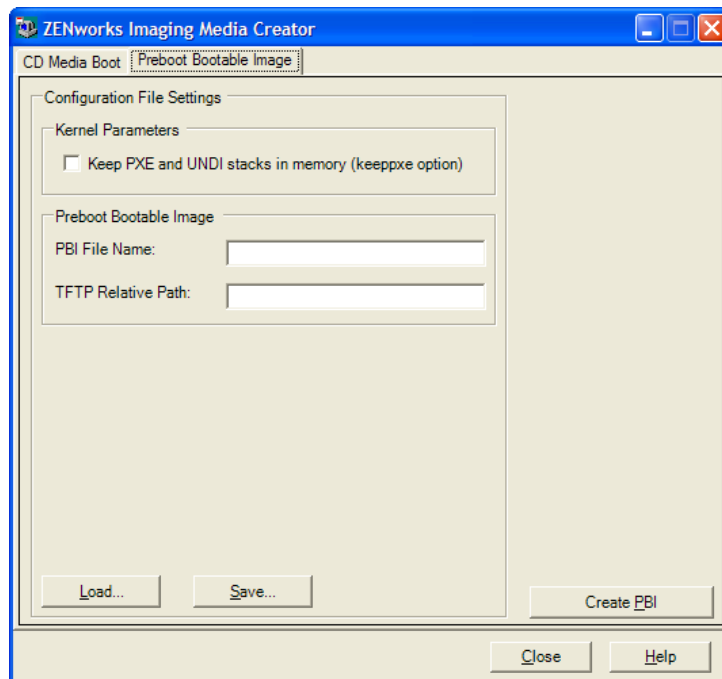 ZENworks Imaging Media Creator
CD Media Boot Preboot Bootable Image
Configuration File Settings
Kernel Parameters
Keep PXE and UNDI stacks in memory (keeppxe option)
Preboot Bootable Image
PBI File Name:
TFTP Relative Path:
Load... Save...
Create PBI
Close Help